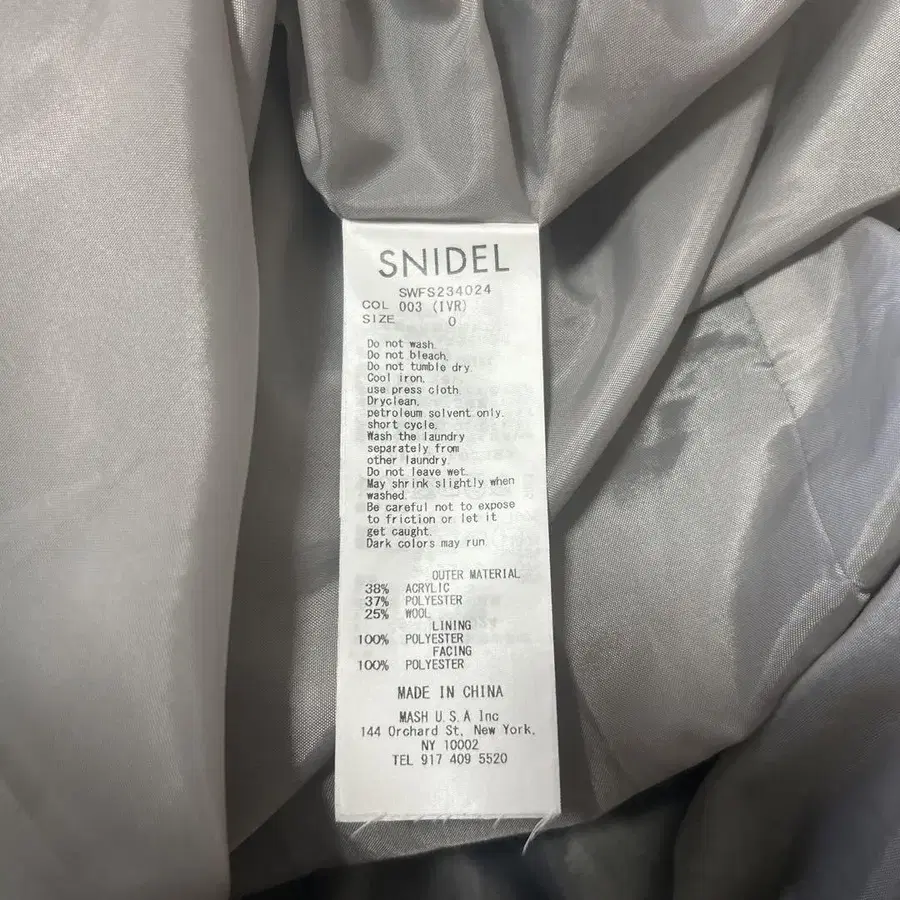 SNIDEL
SWFS234024
COL 003 (IVR)
SIZE 0
Do not wash.
Do not bleach.
Do not tumble dry.
Cool iron,
use press cloth.
Dryclean,
petroleum solvent only.
short cycle.
Wash the laundry
separately from
other laundry.
Do not leave wet.
May shrink slightly when
washed.
Be careful not to expose
to friction or let it
get caught.
Dark colors may run.
OUTER MATERIAL
38% ACRYLIC
37% POLYESTER
25% WOOL
LINING
100% POLYESTER
FACING
100% POLYESTER
MADE IN CHINA
MASH U.S.A Inc
144 Orchard St, New York,
NY 10002
TEL 917 409 5520